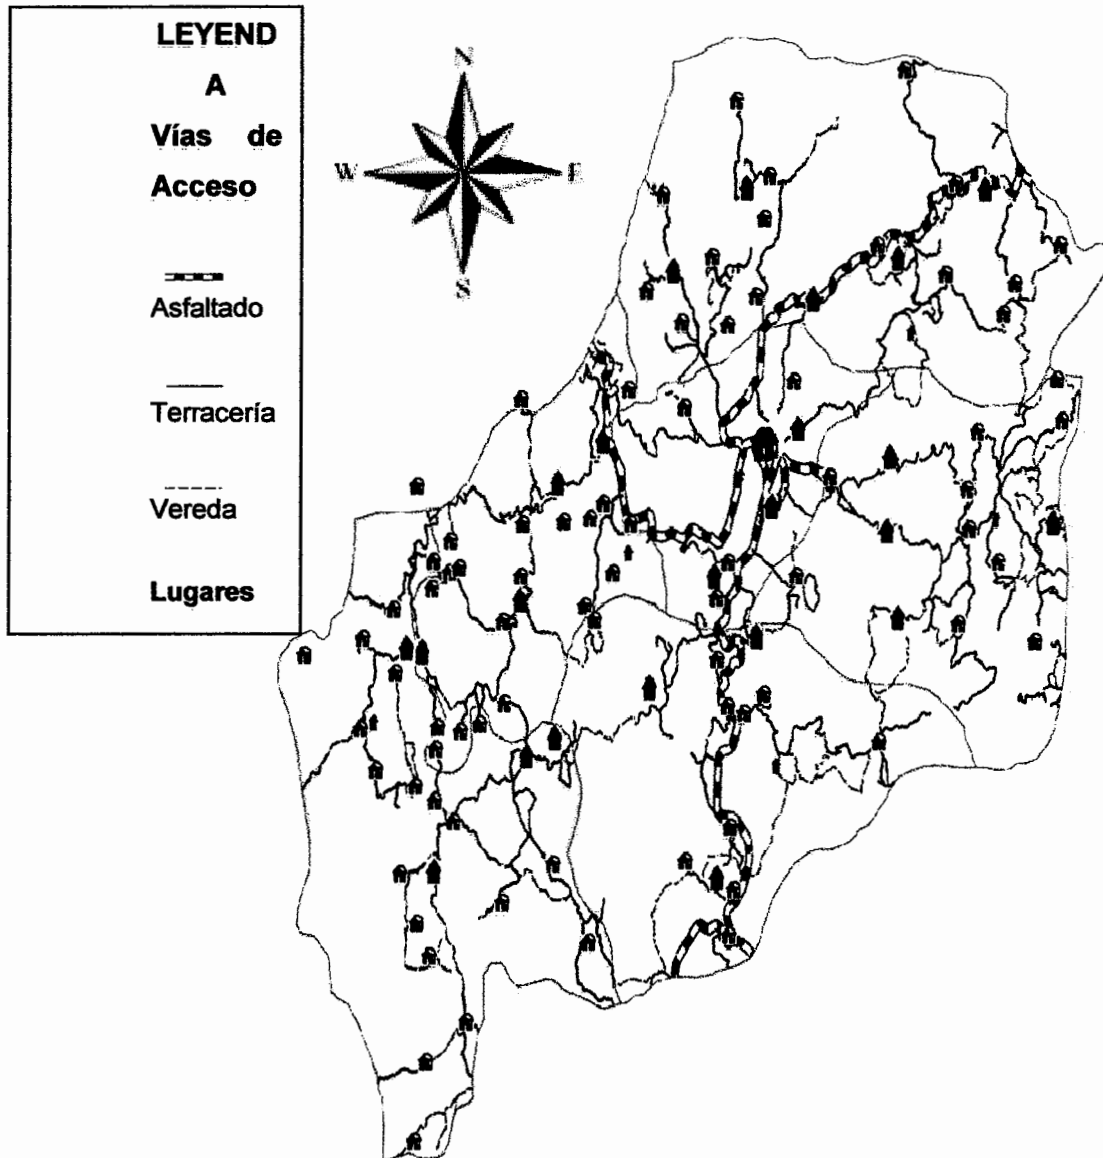 LEYEND
A
Vías de
Acceso
Asfaltado
Terracería
Vereda
Lugares
N
W
E
S